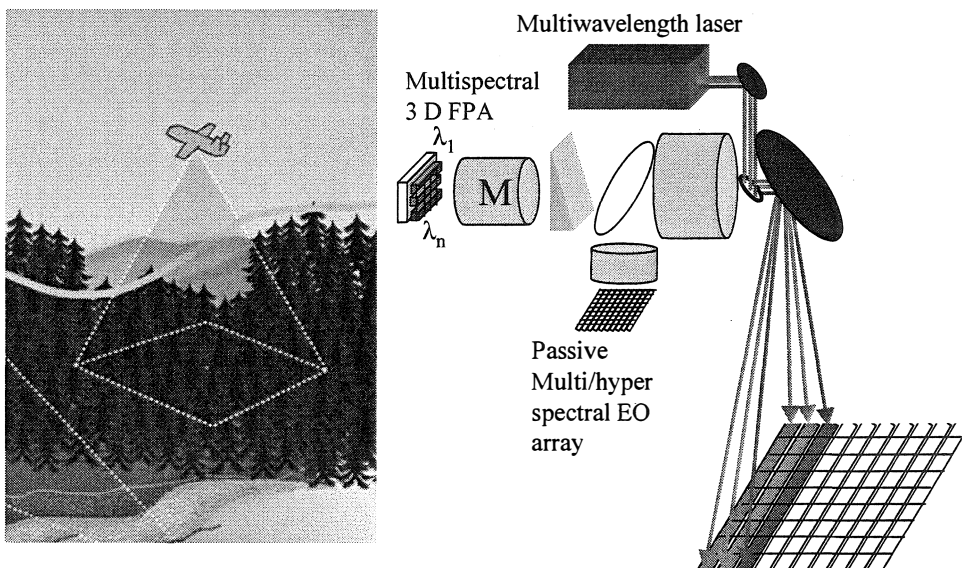 Multiwavelength laser
Multispectral
3 D FPA
λ1
M
λn
Passive
Multi/hyper
spectral EO
array